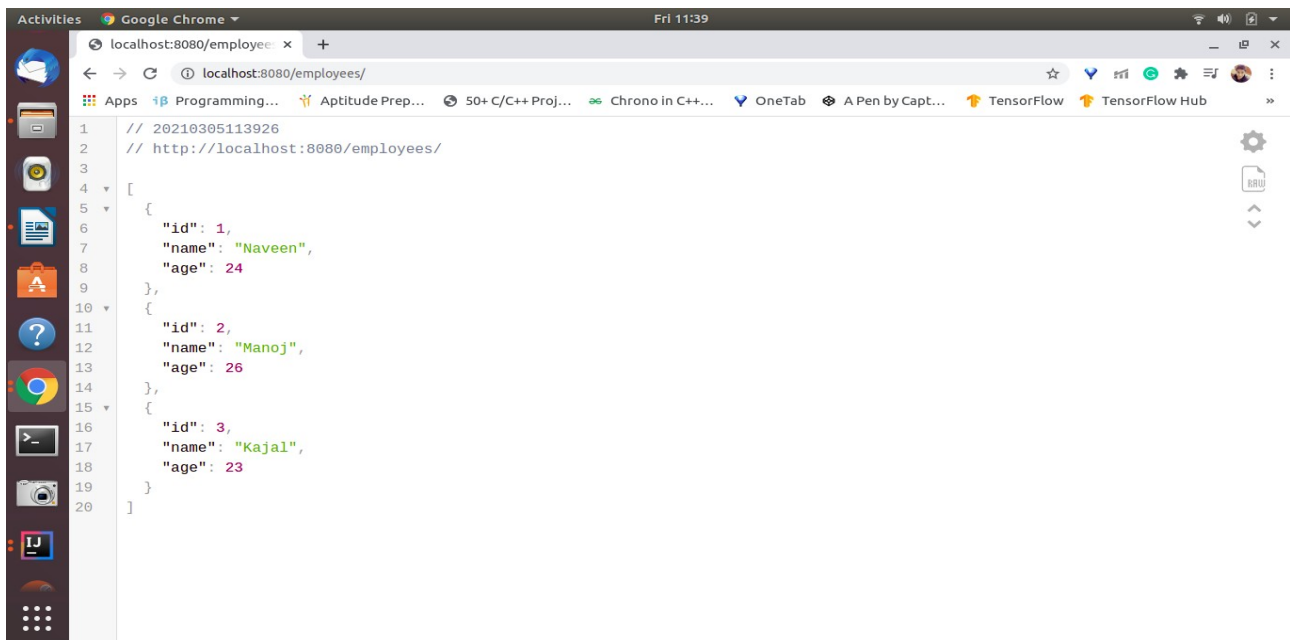 Activities Google Chrome ▾ Fri 11:39
localhost:8080/employee × +
localhost:8080/employees/
Apps Programming... Aptitude Prep... 50+ C/C++ Proj... Chrono in C++... OneTab A Pen by Capt... TensorFlow TensorFlow Hub »
1 // 20210305113926
2 // http://localhost:8080/employees/
3
4 [
5 {
6 "id": 1,
7 "name": "Naveen",
8 "age": 24
9 },
10 {
11 "id": 2,
12 "name": "Manoj",
13 "age": 26
14 },
15 {
16 "id": 3,
17 "name": "Kajal",
18 "age": 23
19 }
20 ]
RAW
IJ